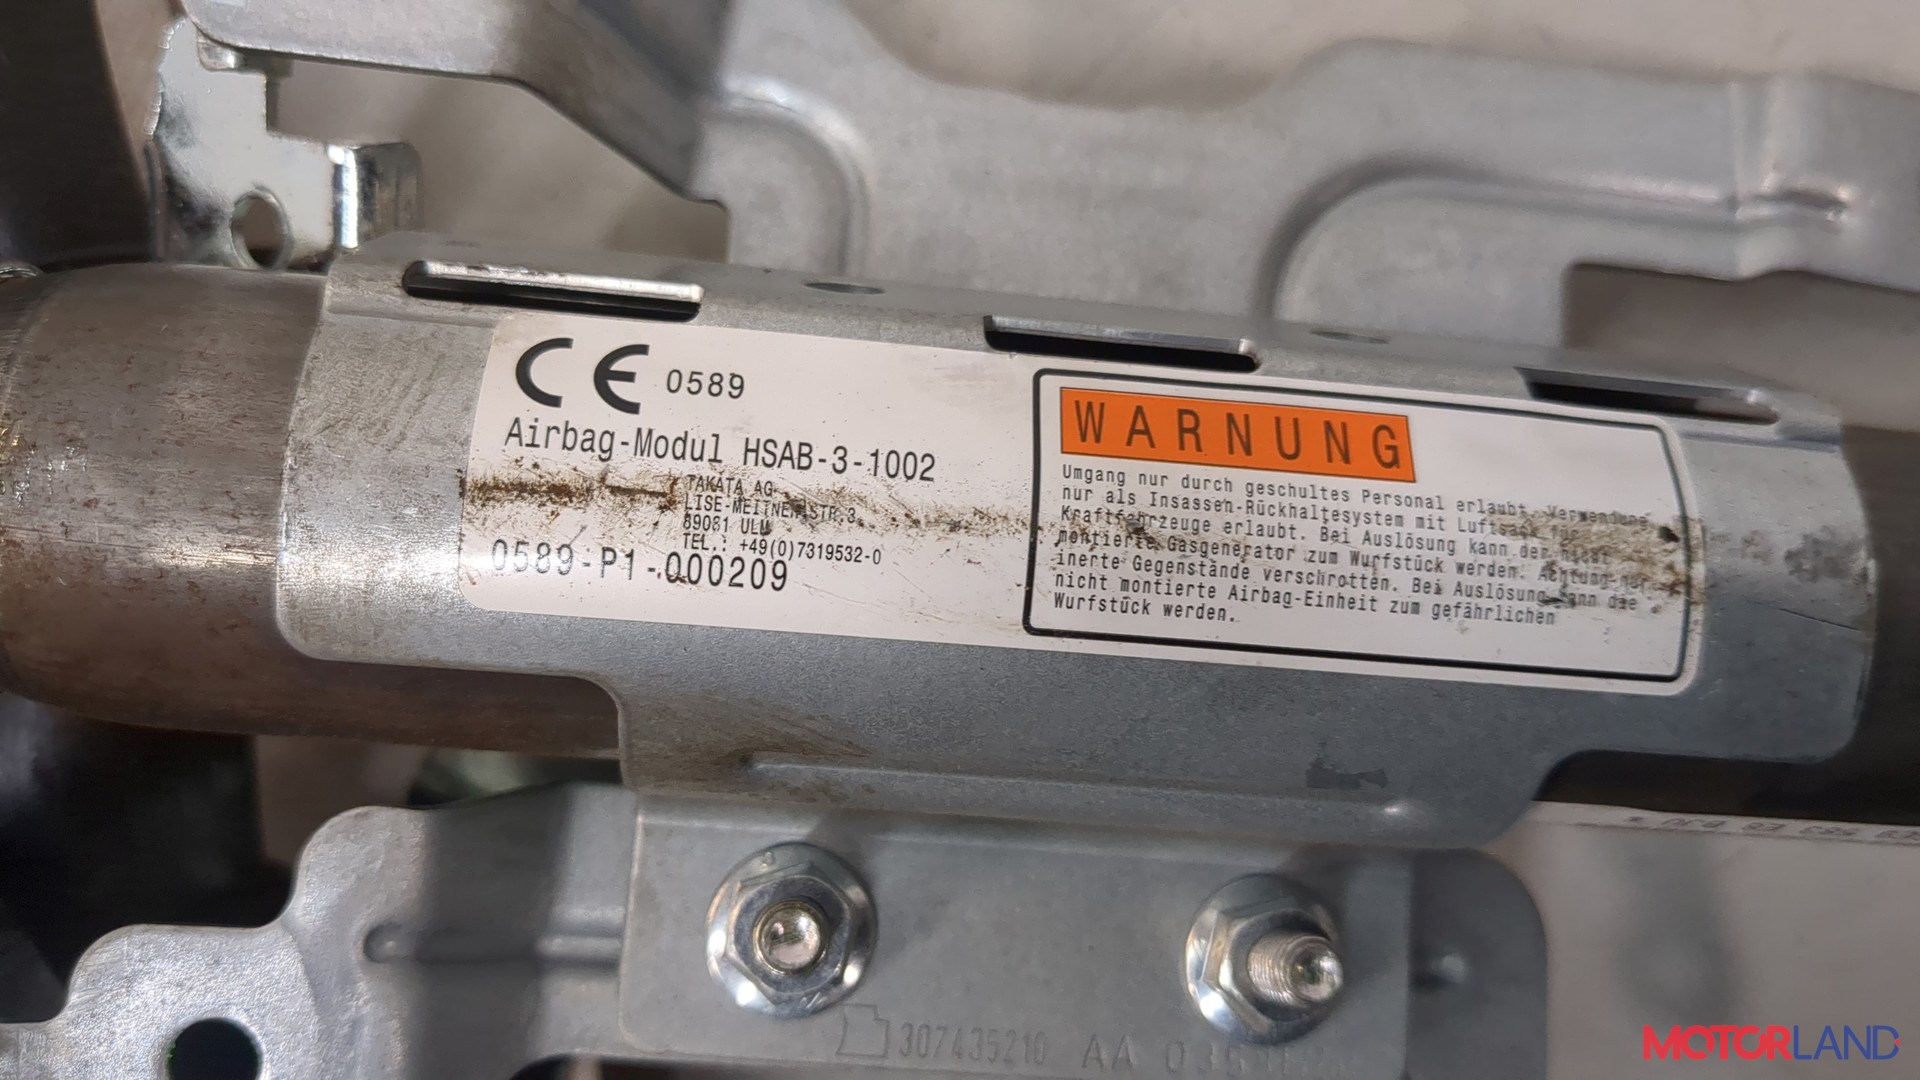 CE 0589
Airbag-Modul HSAB-3-1002
TAKATA AG
LISE-MEITNER-STR.3
89081 ULM
TEL.: +49(0)7319532-0
0589-P1-000209
WARNUNG
Umgang nur durch geschultes Personal erlaubt. Verwendung
nur als Insassen-Rückhaltesystem mit Luftsack für
Kraftfahrzeuge erlaubt. Bei Auslösung kann der nicht
montierte Gasgenerator zum Wurfstück werden. Achtung-nur
inerte Gegenstände verschrotten. Bei Auslösung kann die
nicht montierte Airbag-Einheit zum gefährlichen
Wurfstück werden.
307435210 AA
MOTORLAND